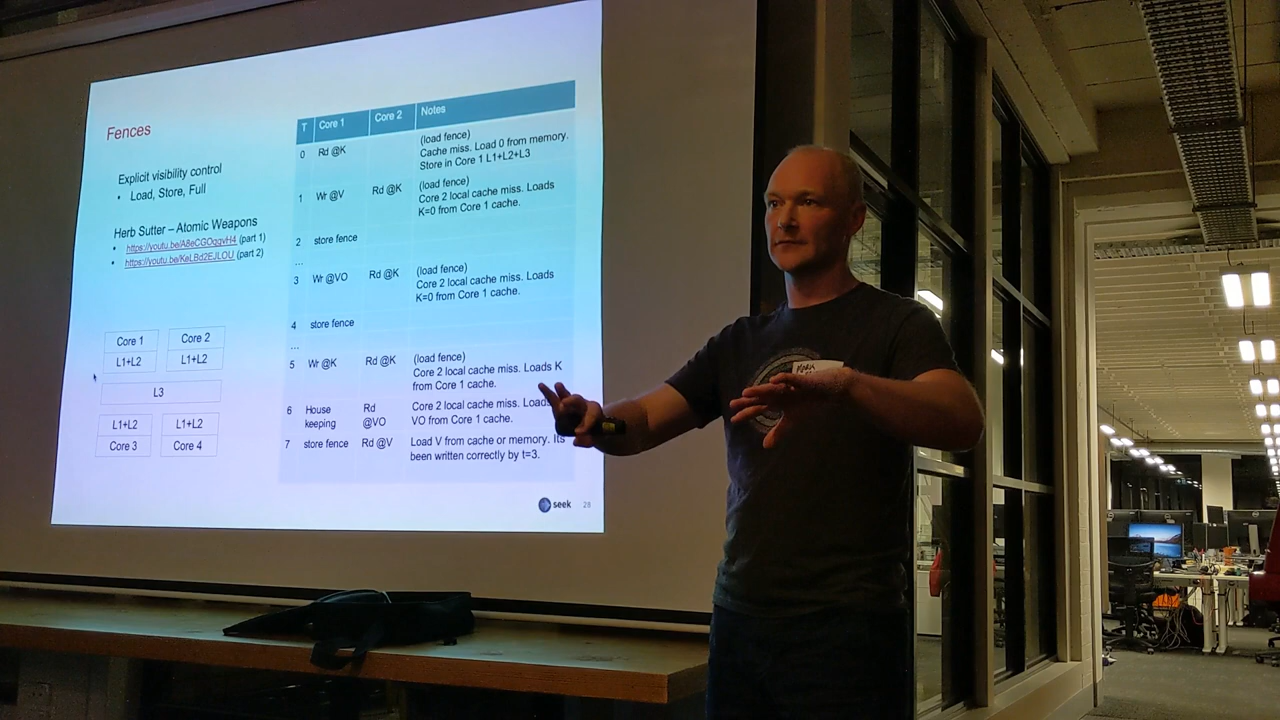 Fences
Explicit visibility control
• Load, Store, Full
Herb Sutter – Atomic Weapons
• https://youtu.be/A8eCGOqgvH4 (part 1)
• https://youtu.be/KeLBd2EJLOU (part 2)
Core 1 Core 2
L1+L2 L1+L2
L3
L1+L2 L1+L2
Core 3 Core 4
T Core 1 Core 2 Notes
0 Rd @K (load fence)
Cache miss. Load 0 from memory.
Store in Core 1 L1+L2+L3
1 Wr @V Rd @K (load fence)
Core 2 local cache miss. Loads
K=0 from Core 1 cache.
2 store fence
...
3 Wr @VO Rd @K (load fence)
Core 2 local cache miss. Loads
K=0 from Core 1 cache.
4 store fence
...
5 Wr @K Rd @K (load fence)
Core 2 local cache miss. Loads K
from Core 1 cache.
6 House keeping Rd @VO Core 2 local cache miss. Loads
VO from Core 1 cache.
7 store fence Rd @V Load V from cache or memory. Its
been written correctly by t=3.
seek 28
MARK